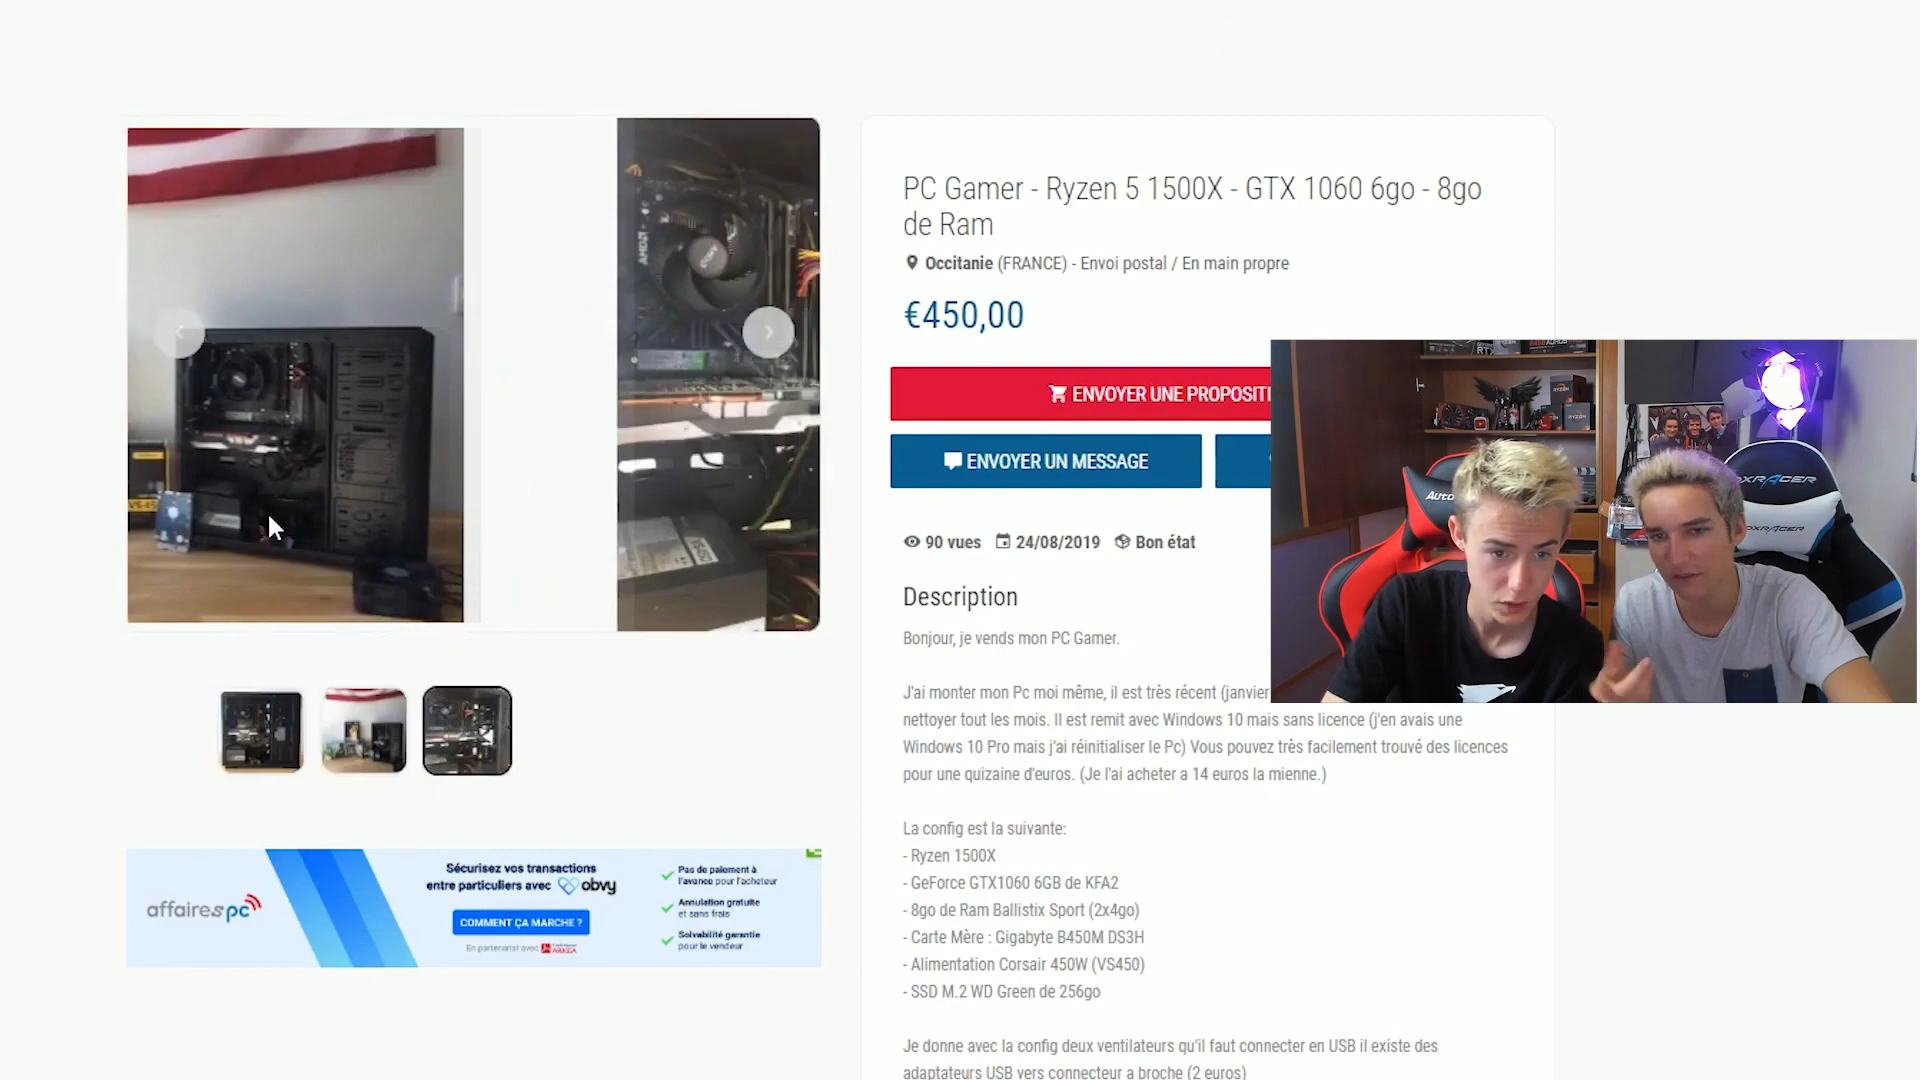 PC Gamer - Ryzen 5 1500X - GTX 1060 6go - 8go
de Ram
Occitanie (FRANCE) - Envoi postal / En main propre
€450,00
ENVOYER UNE PROPOSITI
ENVOYER UN MESSAGE
90 vues 24/08/2019 Bon état
Description
Bonjour, je vends mon PC Gamer.
J'ai monter mon Pc moi même, il est très récent (janvier
nettoyer tout les mois. Il est remit avec Windows 10 mais sans licence (j'en avais une
Windows 10 Pro mais j'ai réinitialiser le Pc) Vous pouvez très facilement trouvé des licences
pour une quizaine d'euros. (Je l'ai acheter a 14 euros la mienne.)
La config est la suivante:
- Ryzen 1500X
- GeForce GTX1060 6GB de KFA2
- 8go de Ram Ballistix Sport (2x4go)
- Carte Mère : Gigabyte B450M DS3H
- Alimentation Corsair 450W (VS450)
- SSD M.2 WD Green de 256go
Je donne avec la config deux ventilateurs qu'il faut connecter en USB il existe des
adaptateurs USB vers connecteur a broche (2 euros)
affairespc
Sécurisez vos transactions
entre particuliers avec obvy
COMMENT ÇA MARCHE ?
En partenariat avec ARKEA
Pas de paiement à
l'avance pour l'acheteur
Annulation gratuite
et sans frais
Solvabilité garantie
pour le vendeur
RTX
RYZEN
Auto
DXRACER
DXRACER